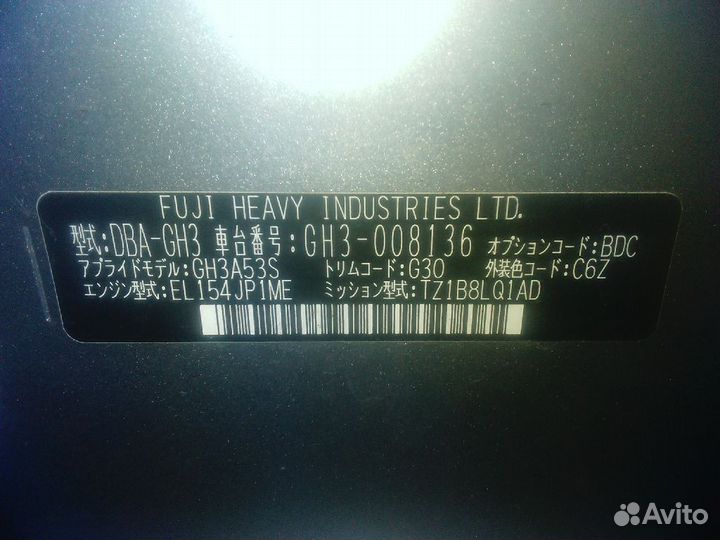 FUJI HEAVY INDUSTRIES LTD.
型式:DBA-GH3 車台番号:GH3-008136 オプションコード:BDC
アプライドモデル:GH3A53S トリムコード:G30 外装色コード:C6Z
エンジン型式:EL154JP1ME ミッション型式:TZ1B8LQ1AD
Avito